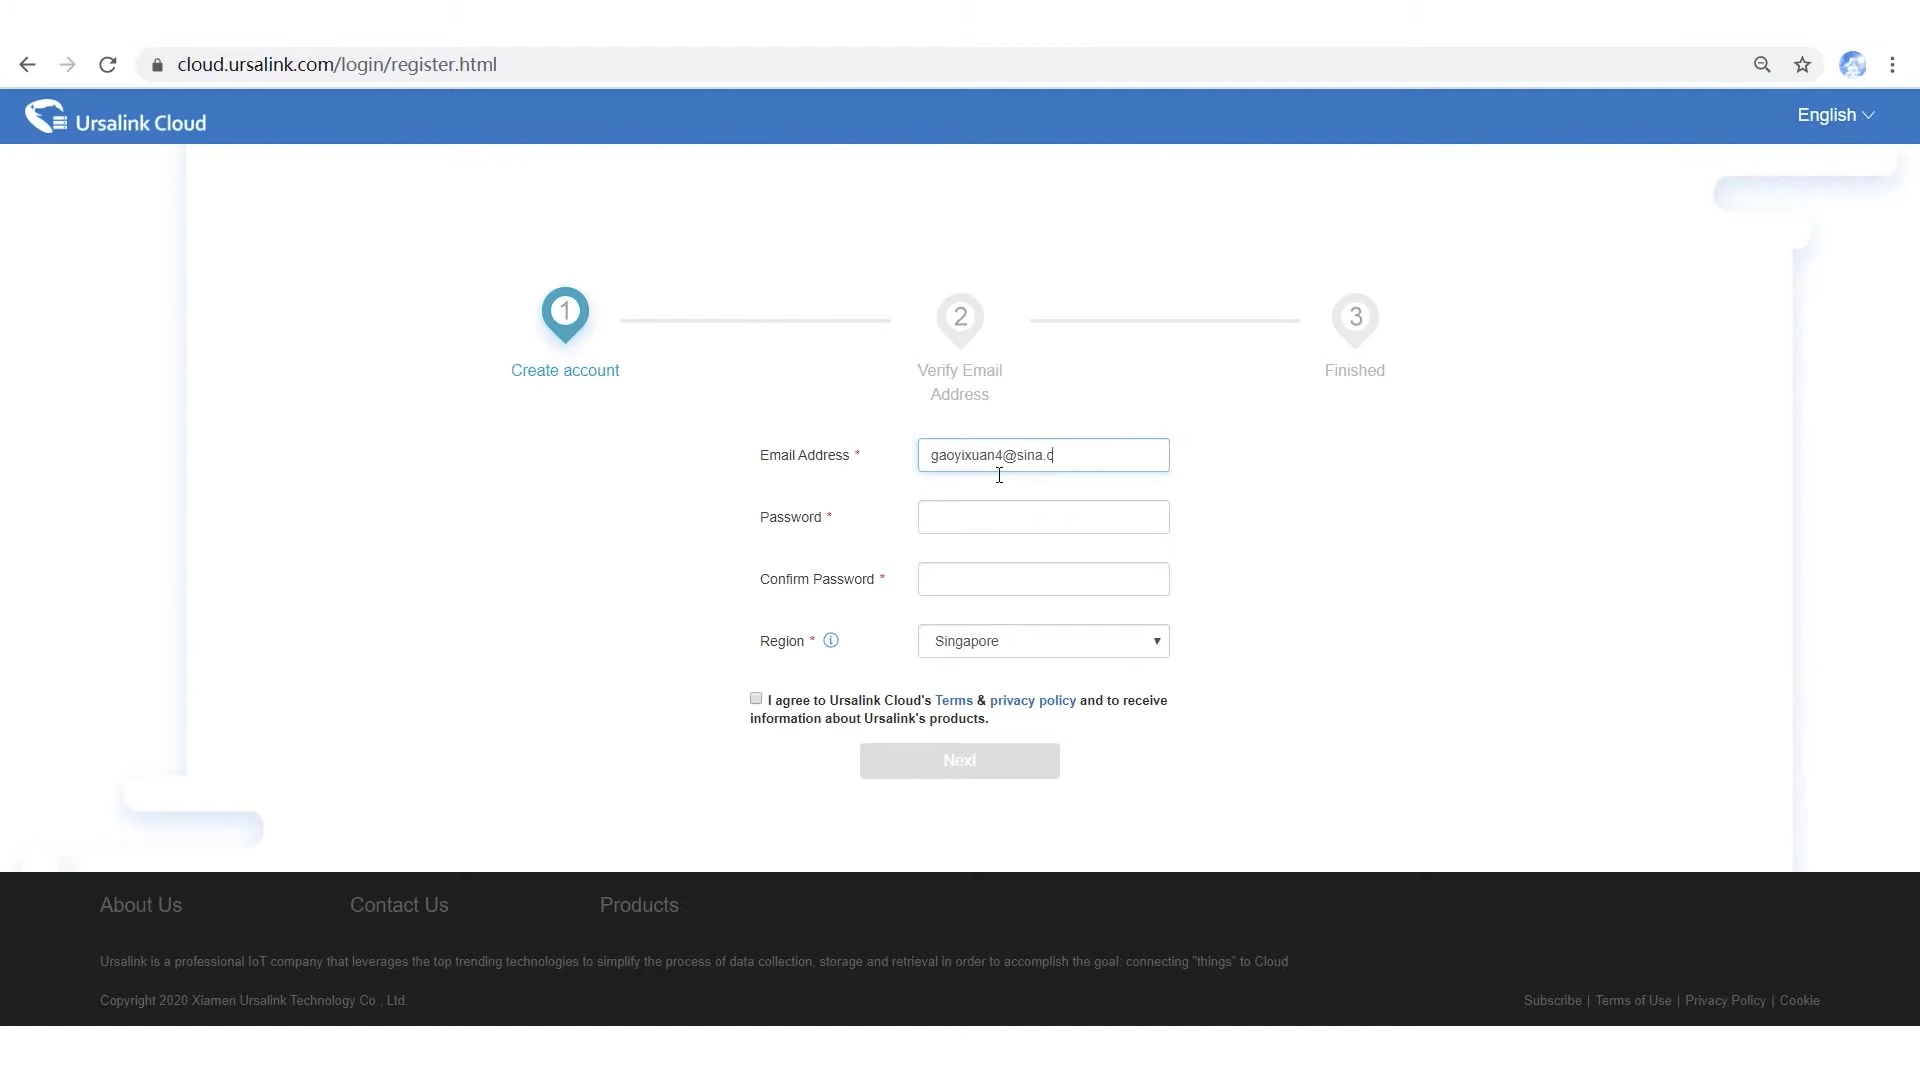 cloud.ursalink.com/login/register.html
Ursalink Cloud
English
1
2
3
Create account
Verify Email
Address
Finished
Email Address *
gaoyixuan4@sina.c
Password *
Confirm Password *
Region *
Singapore
I agree to Ursalink Cloud's Terms & privacy policy and to receive
information about Ursalink's products.
Next
About Us
Contact Us
Products
Ursalink is a professional IoT company that leverages the top trending technologies to simplify the process of data collection, storage and retrieval in order to accomplish the goal: connecting "things" to Cloud
Copyright 2020 Xiamen Ursalink Technology Co., Ltd.
Subscribe | Terms of Use | Privacy Policy | Cookie